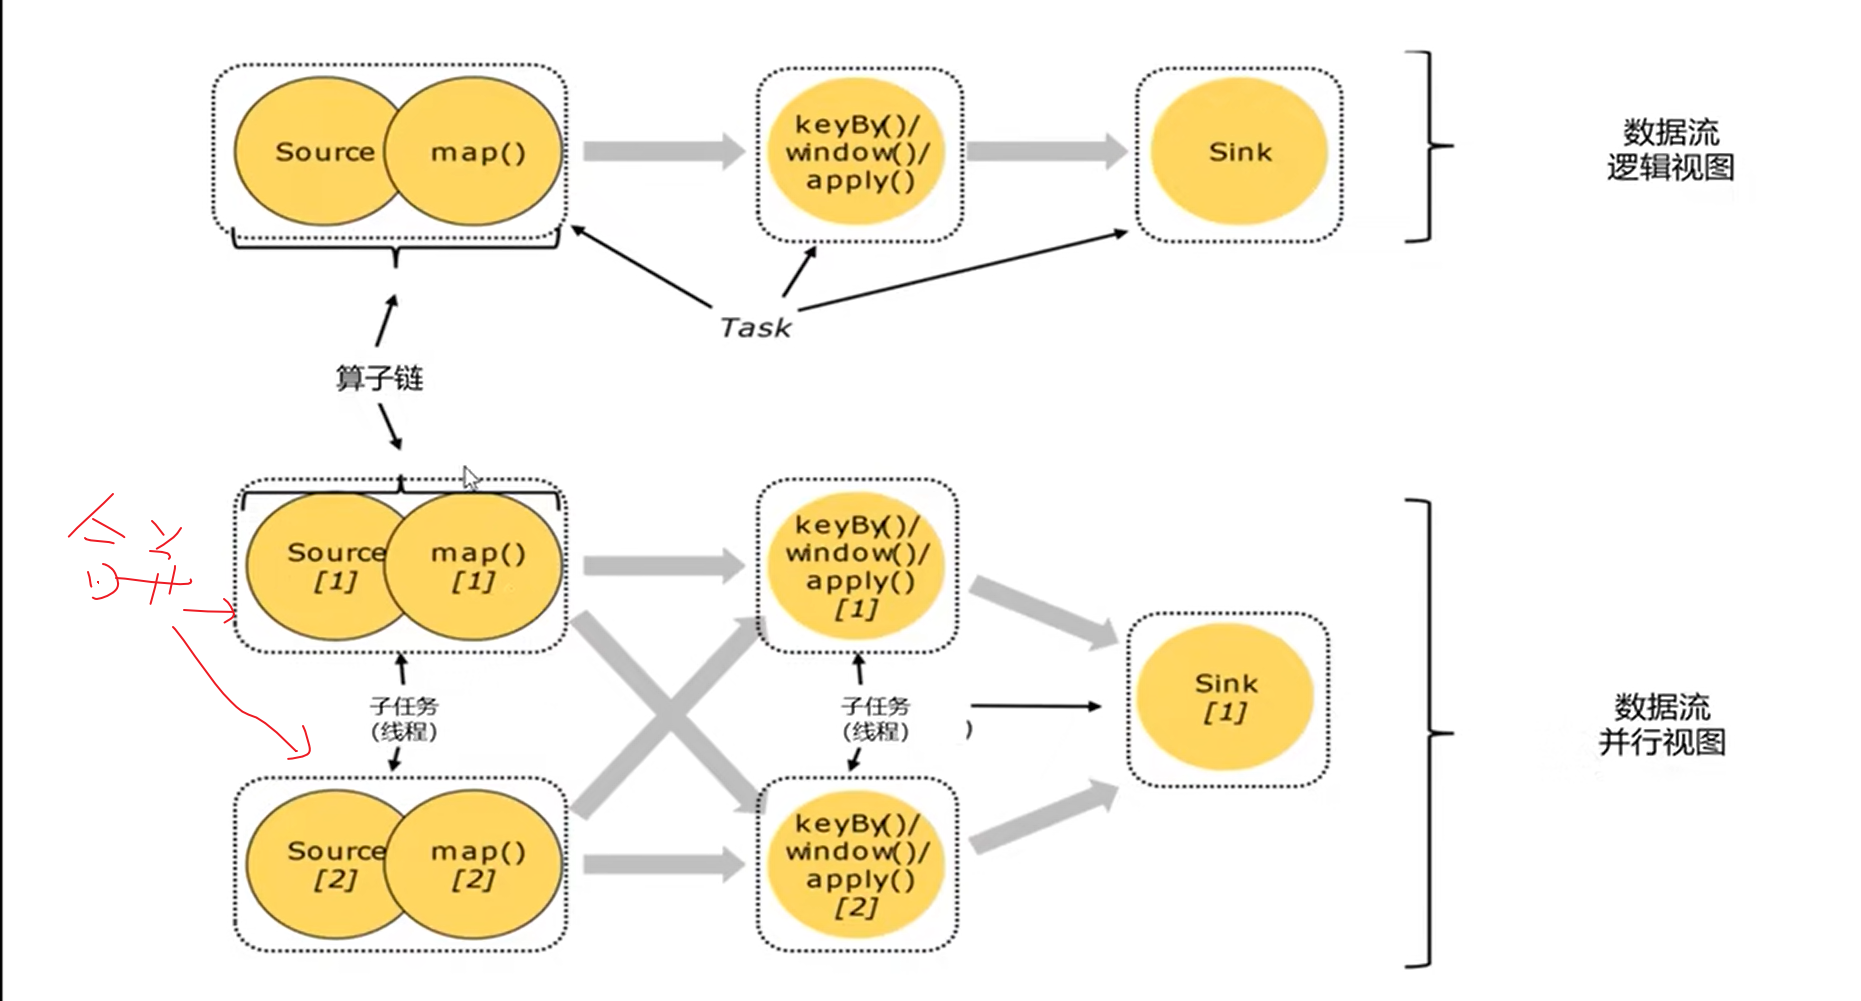 Source
map()
keyBy()/
window()/
apply()
Sink
数据流
逻辑视图
Task
算子链
Source
[1]
map()
[1]
keyBy()/
window()/
apply()
[1]
子任务
(线程)
子任务
(线程)
)
Sink
[1]
数据流
并行视图
Source
[2]
map()
[2]
keyBy()/
window()/
apply()
[2]